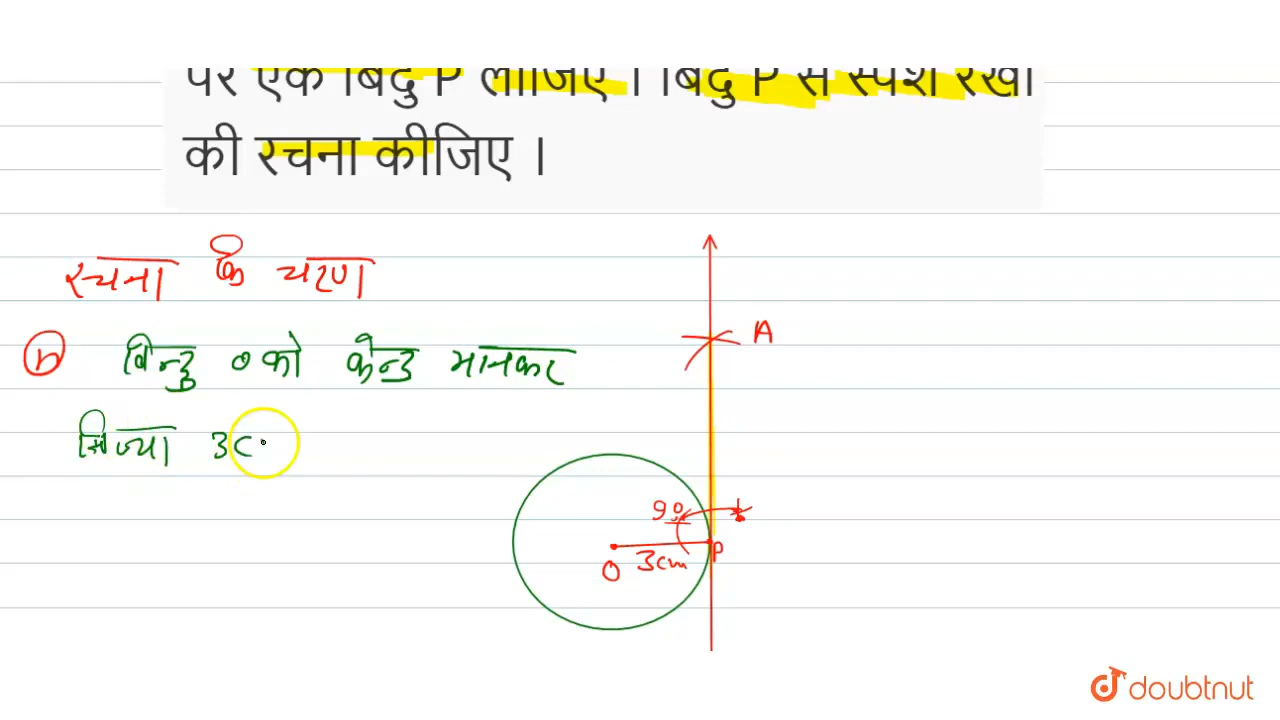 पर एक बिंदु P लीजिए । बिंदु P से स्पर्श रेखा
की रचना कीजिए ।
रचना के चरण
A
बिन्दु O को केन्द्र मानकर
त्रिज्या 3c
90
P
3cm
O
doubtnut